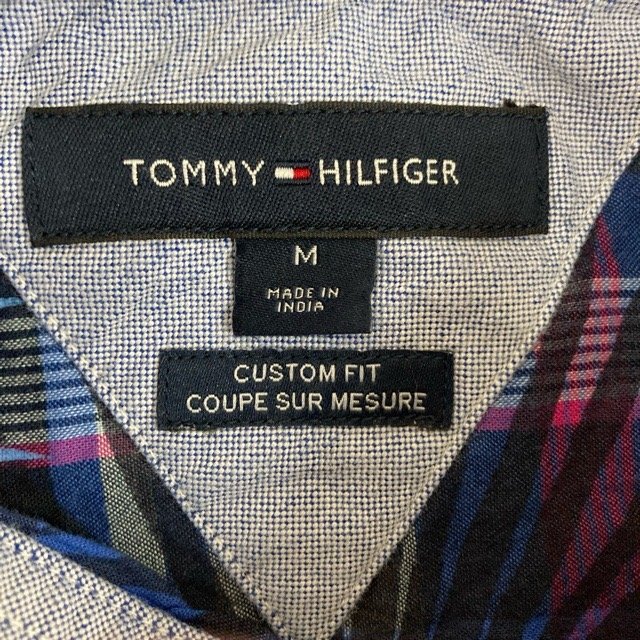 TOMMY HILFIGER
M
MADE IN
INDIA
CUSTOM FIT
COUPE SUR MESURE